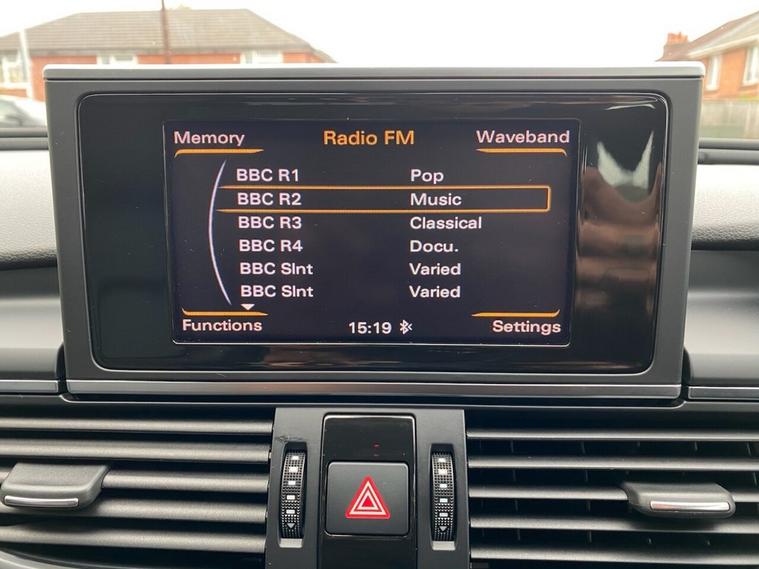 Memory Radio FM Waveband
BBC R1 Pop
BBC R2 Music
BBC R3 Classical
BBC R4 Docu.
BBC Slnt Varied
BBC Slnt Varied
Functions 15:19 Settings